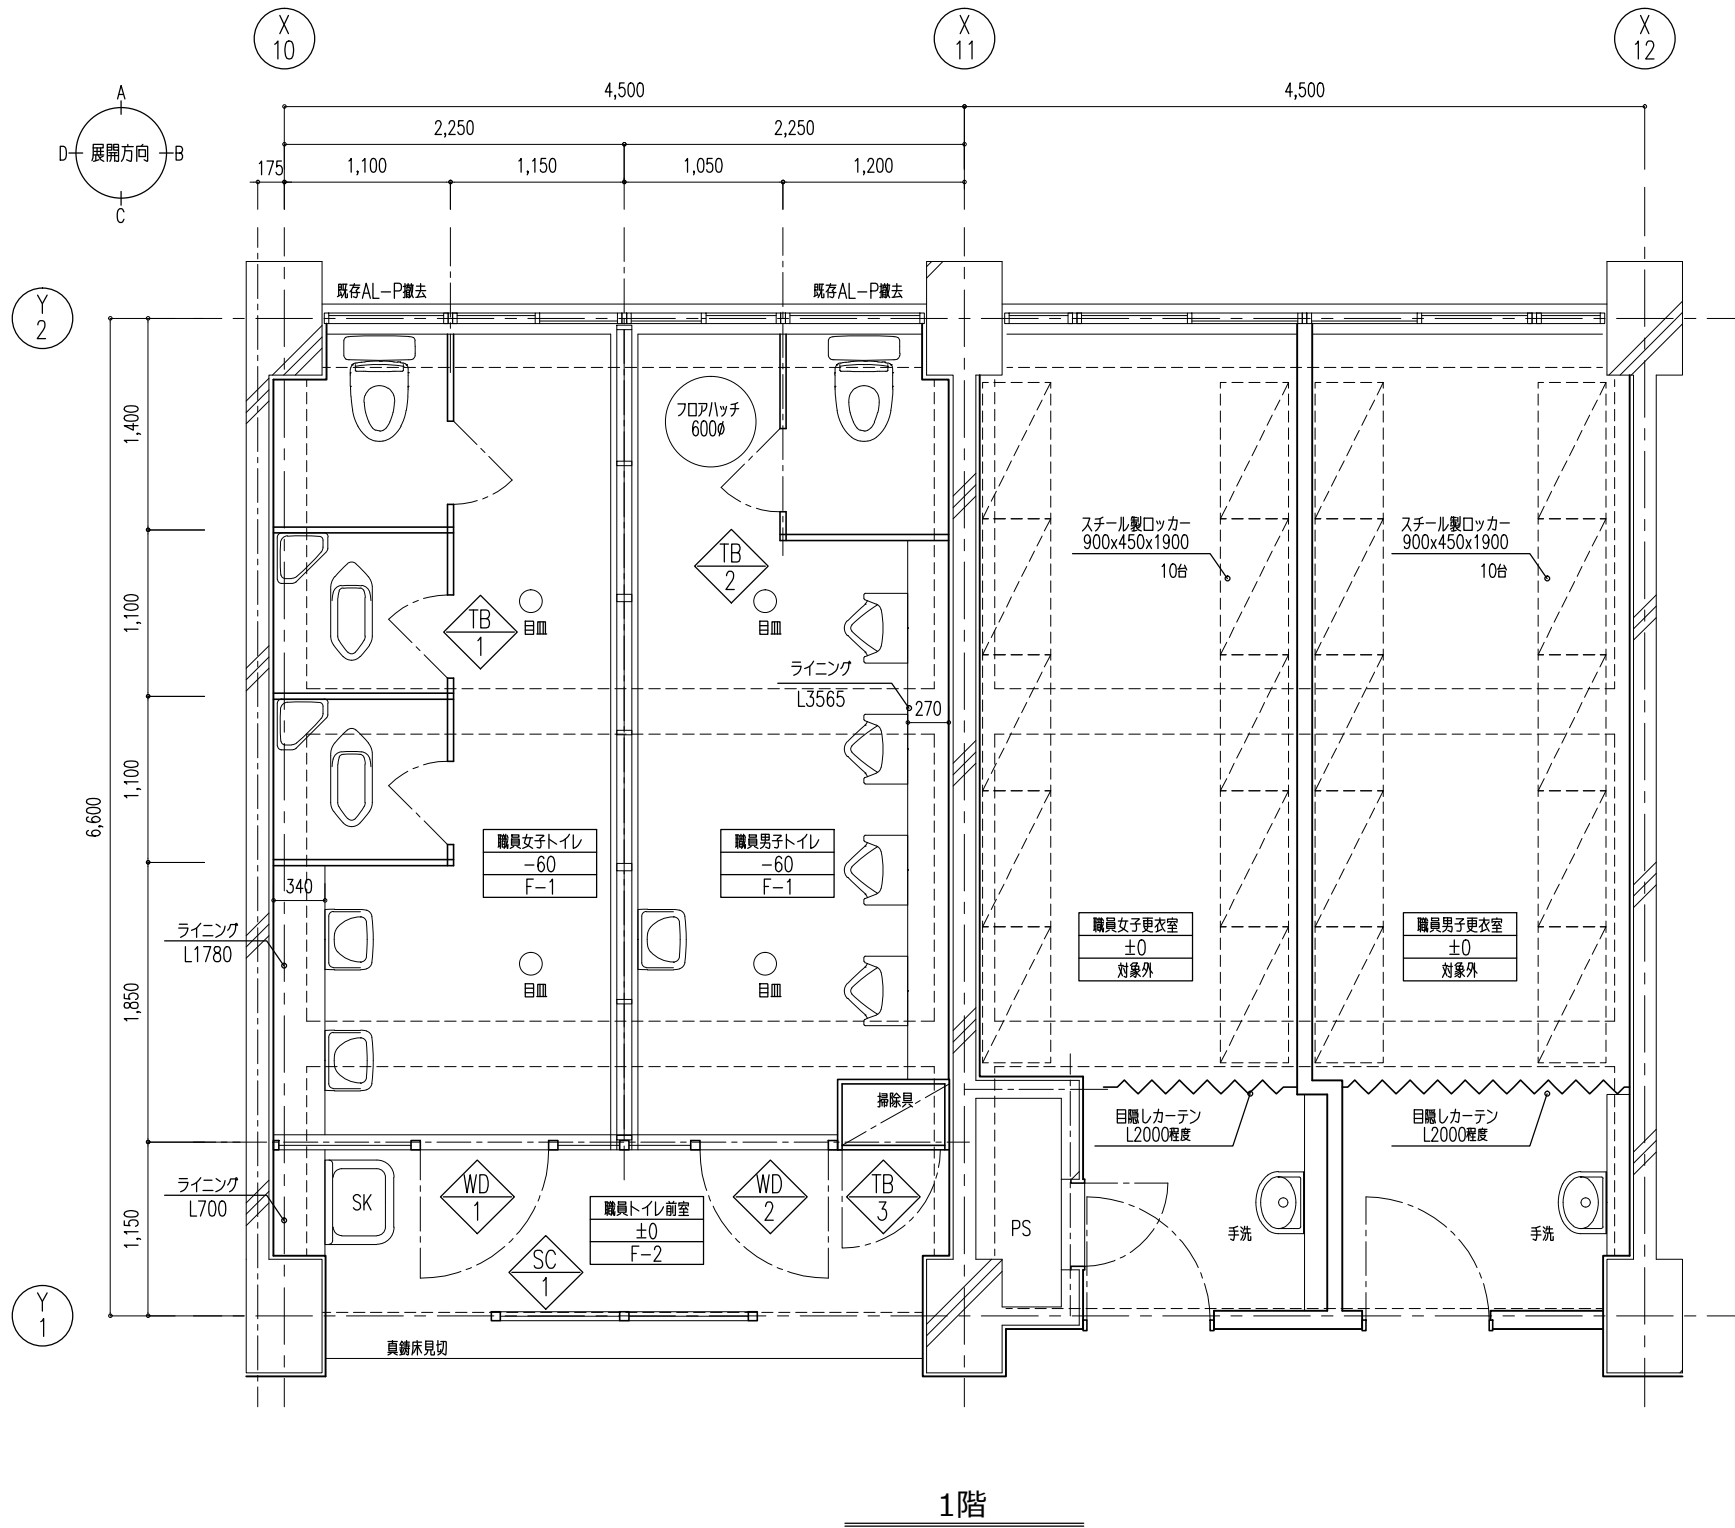 X
10
X
11
X
12
4,500
4,500
2,250
2,250
175
1,100
1,150
1,050
1,200
A
D
展開方向
B
C
Y
2
既存AL-P撤去
既存AL-P撤去
1,400
1,100
1,100
6,600
1,850
1,150
フロアハッチ
600ø
TB
2
TB
1
目皿
目皿
ライニング
L3565
270
スチール製ロッカー
900x450x1900
10台
スチール製ロッカー
900x450x1900
10台
職員女子トイレ
-60
F-1
職員男子トイレ
-60
F-1
340
ライニング
L1780
目皿
目皿
職員女子更衣室
±0
対象外
職員男子更衣室
±0
対象外
掃除具
目隠しカーテン
L2000程度
目隠しカーテン
L2000程度
ライニング
L700
SK
WD
1
職員トイレ前室
±0
F-2
WD
2
TB
3
SC
1
PS
手洗
手洗
Y
1
真鍮床見切
1階